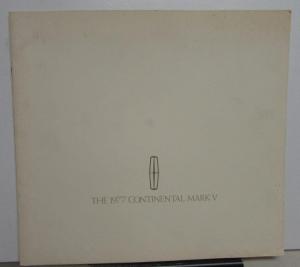 THE 1977 CONTINENTAL MARK V